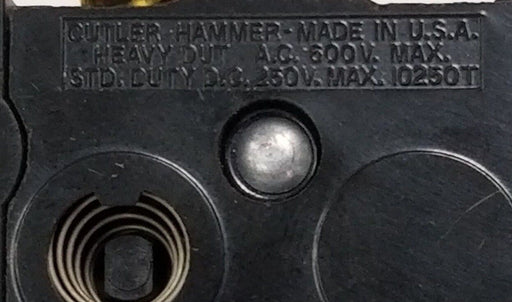 CUTLER-HAMMER-MADE IN U.S.A.
HEAVY DUT A.C. 600V. MAX.
STD. DUTY D.C. 250V. MAX. 10250T